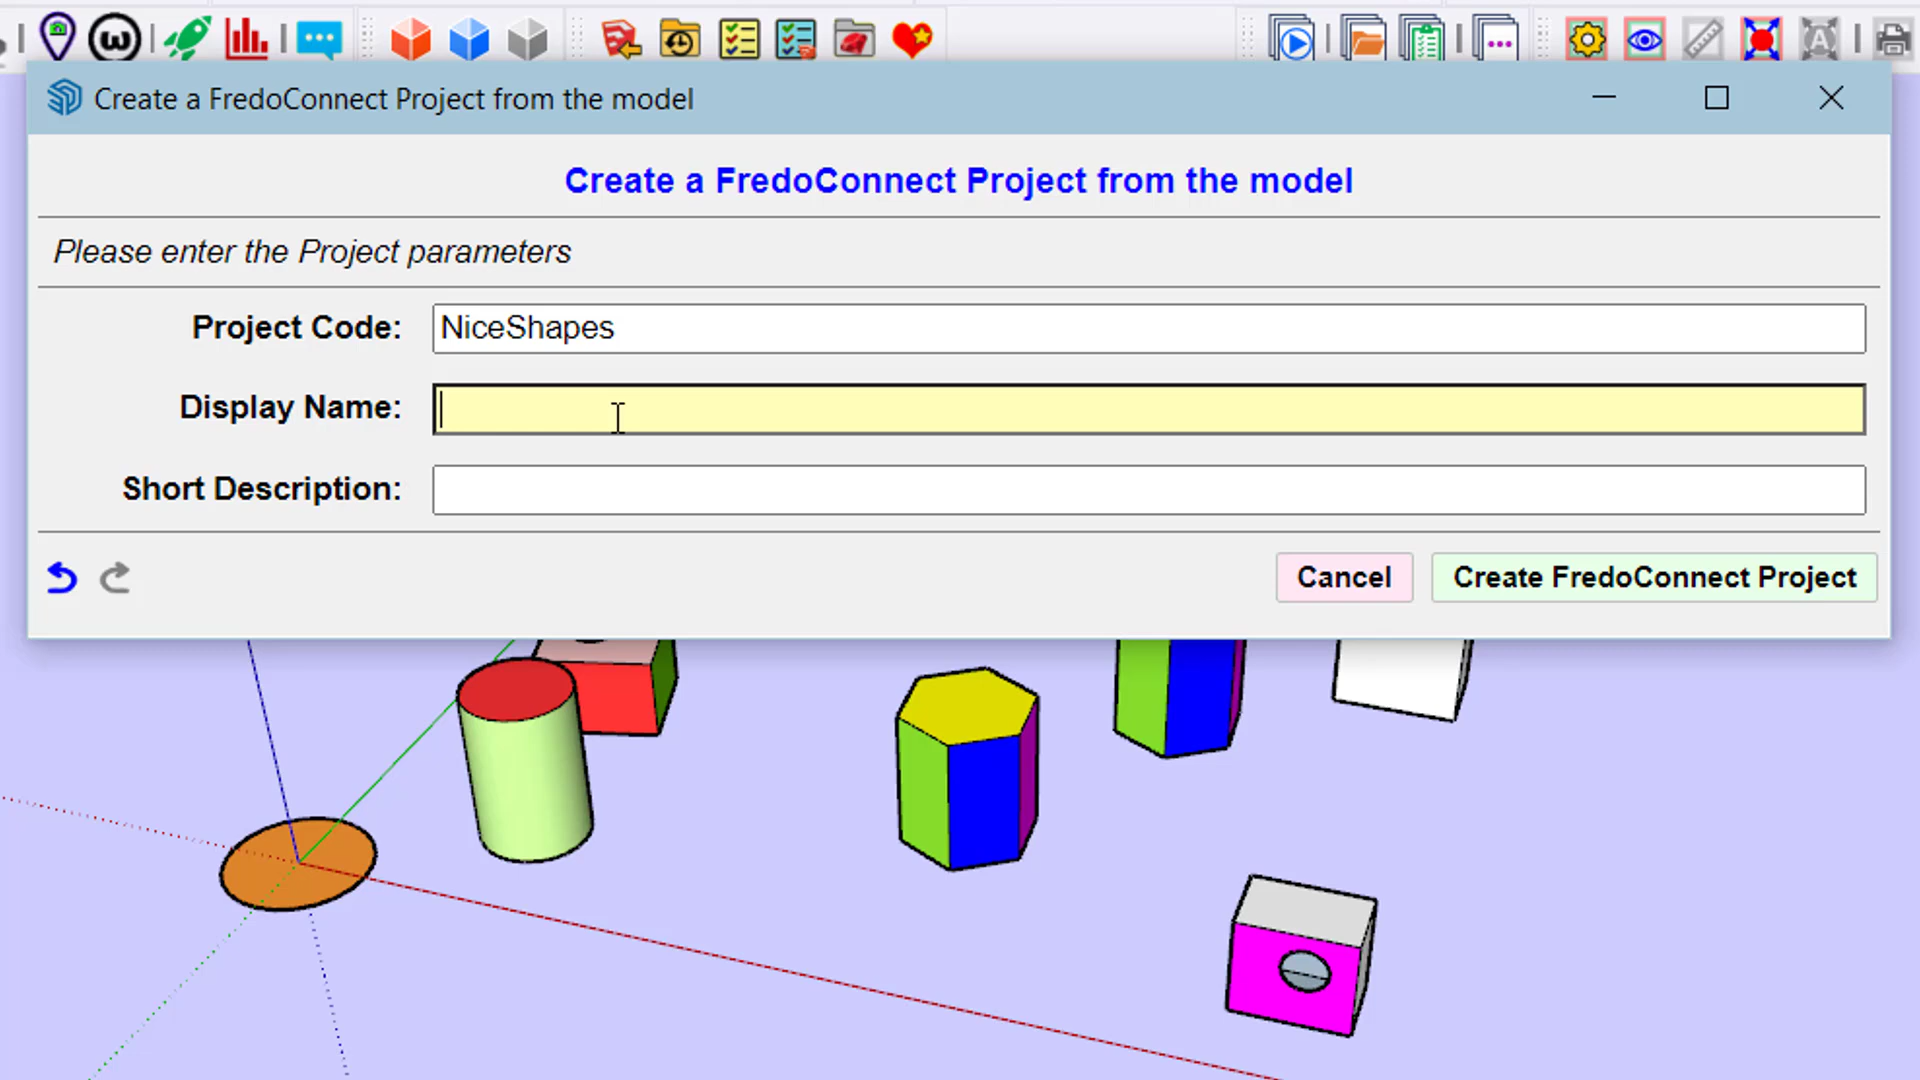 Create a FredoConnect Project from the model
Create a FredoConnect Project from the model
Please enter the Project parameters
Project Code: NiceShapes
Display Name:
Short Description:
Cancel Create FredoConnect Project